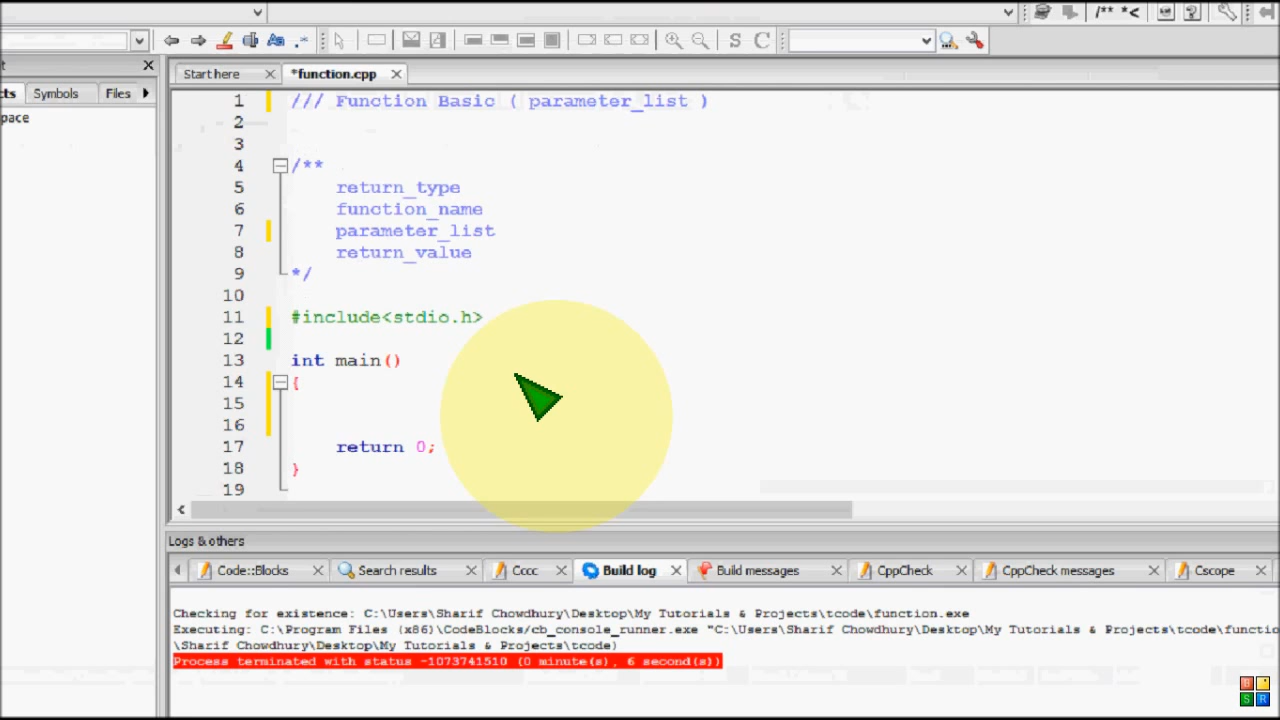 /** *<
S C
t
Start here *function.cpp
cts Symbols Files
pace
1 /// Function Basic ( parameter_list )
2
3
4 /**
5 return_type
6 function_name
7 parameter_list
8 return_value
9 */
10
11 #include<stdio.h>
12
13 int main()
14 {
15
16
17 return 0;
18 }
19
Logs & others
Code::Blocks Search results Cccc Build log Build messages CppCheck CppCheck messages Cscope
Checking for existence: C:\Users\Sharif Chowdhury\Desktop\My Tutorials & Projects\tcode\function.exe
Executing: C:\Program Files (x86)\CodeBlocks/cb_console_runner.exe "C:\Users\Sharif Chowdhury\Desktop\My Tutorials & Projects\tcode\functio
\Sharif Chowdhury\Desktop\My Tutorials & Projects\tcode)
Process terminated with status -1073741510 (0 minute(s), 6 second(s))